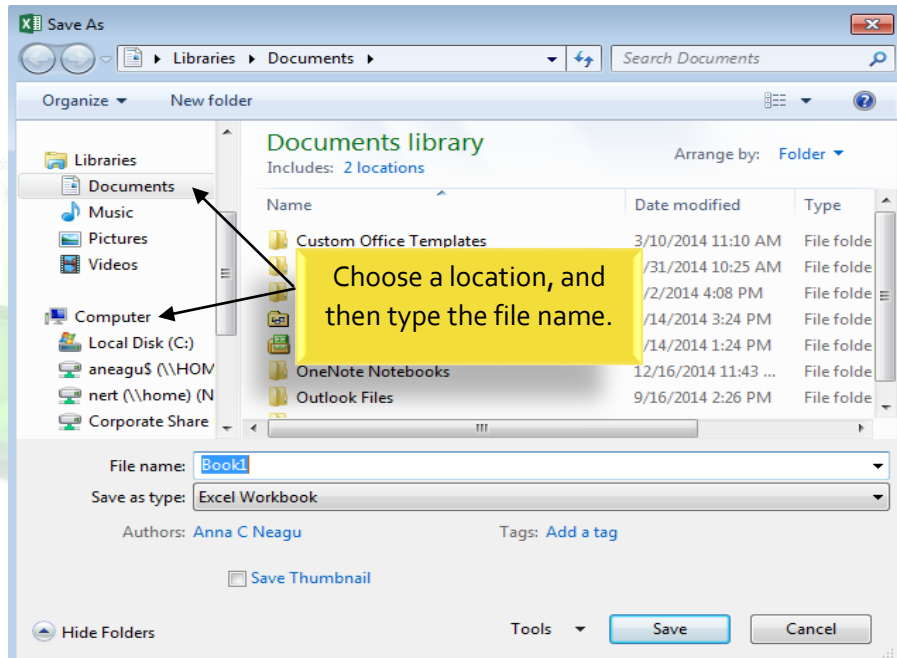 Save As
Libraries Documents
Search Documents
Organize New folder
Documents library
Includes: 2 locations
Arrange by: Folder
Libraries
Documents
Music
Pictures
Videos
Computer
Local Disk (C:)
aneagu$ (\\HOM
nert (\\home) (N
Corporate Share
Name Date modified Type
Custom Office Templates 3/10/2014 11:10 AM File folde
/31/2014 10:25 AM File folde
/2/2014 4:08 PM File folde
/14/2014 3:24 PM File folde
/14/2014 1:24 PM File folde
OneNote Notebooks 12/16/2014 11:43 ... File folde
Outlook Files 9/16/2014 2:26 PM File folde
Choose a location, and
then type the file name.
File name: Book1
Save as type: Excel Workbook
Authors: Anna C Neagu Tags: Add a tag
Save Thumbnail
Hide Folders Tools Save Cancel